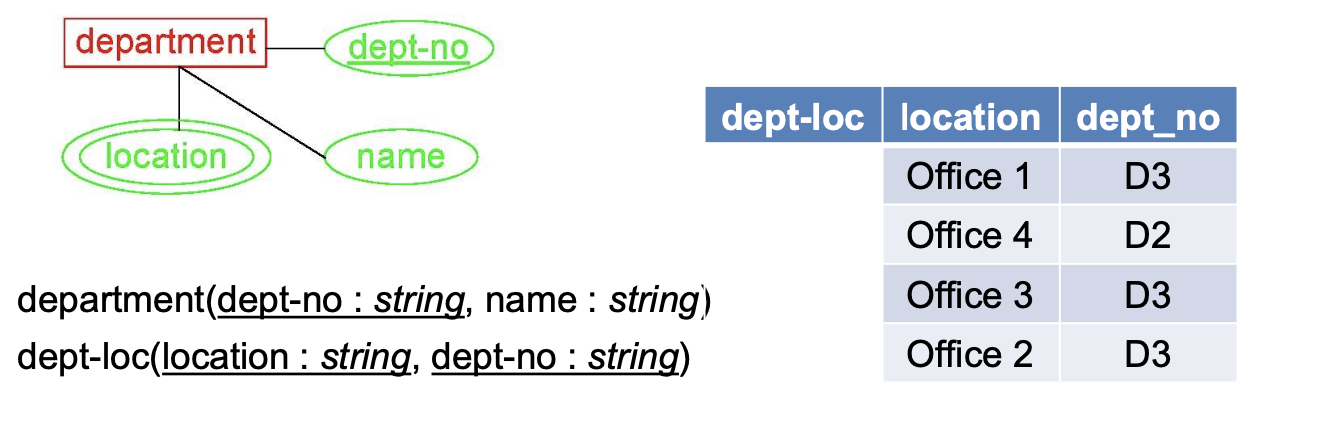 department
dept-no
location
name
dept-loc location dept_no
Office 1 D3
Office 4 D2
Office 3 D3
Office 2 D3
department(dept-no : string, name : string)
dept-loc(location : string, dept-no : string)